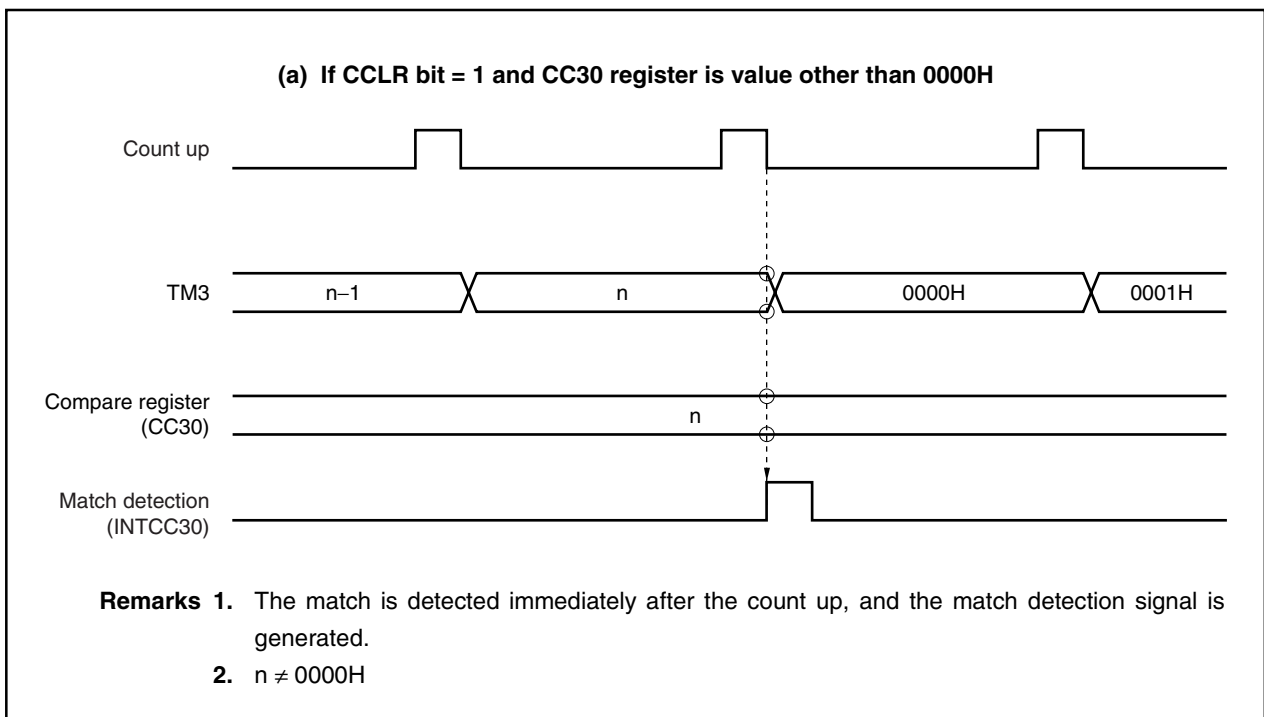 (a) If CCLR bit = 1 and CC30 register is value other than 0000H
Count up
TM3
n–1
n
0000H
0001H
Compare register
(CC30)
n
Match detection
(INTCC30)
Remarks 1. The match is detected immediately after the count up, and the match detection signal is
generated.
2. n ≠ 0000H